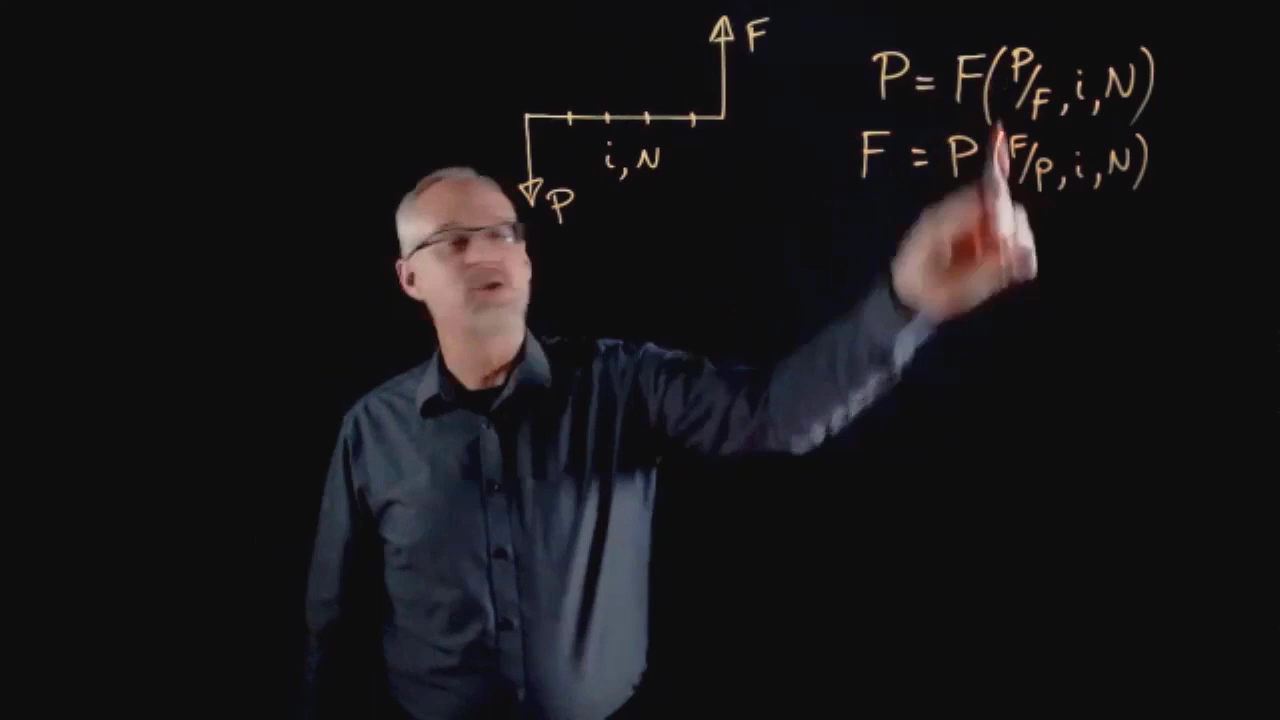 F
i, N
P
P = F(P/F, i, N)
F = P(F/P, i, N)